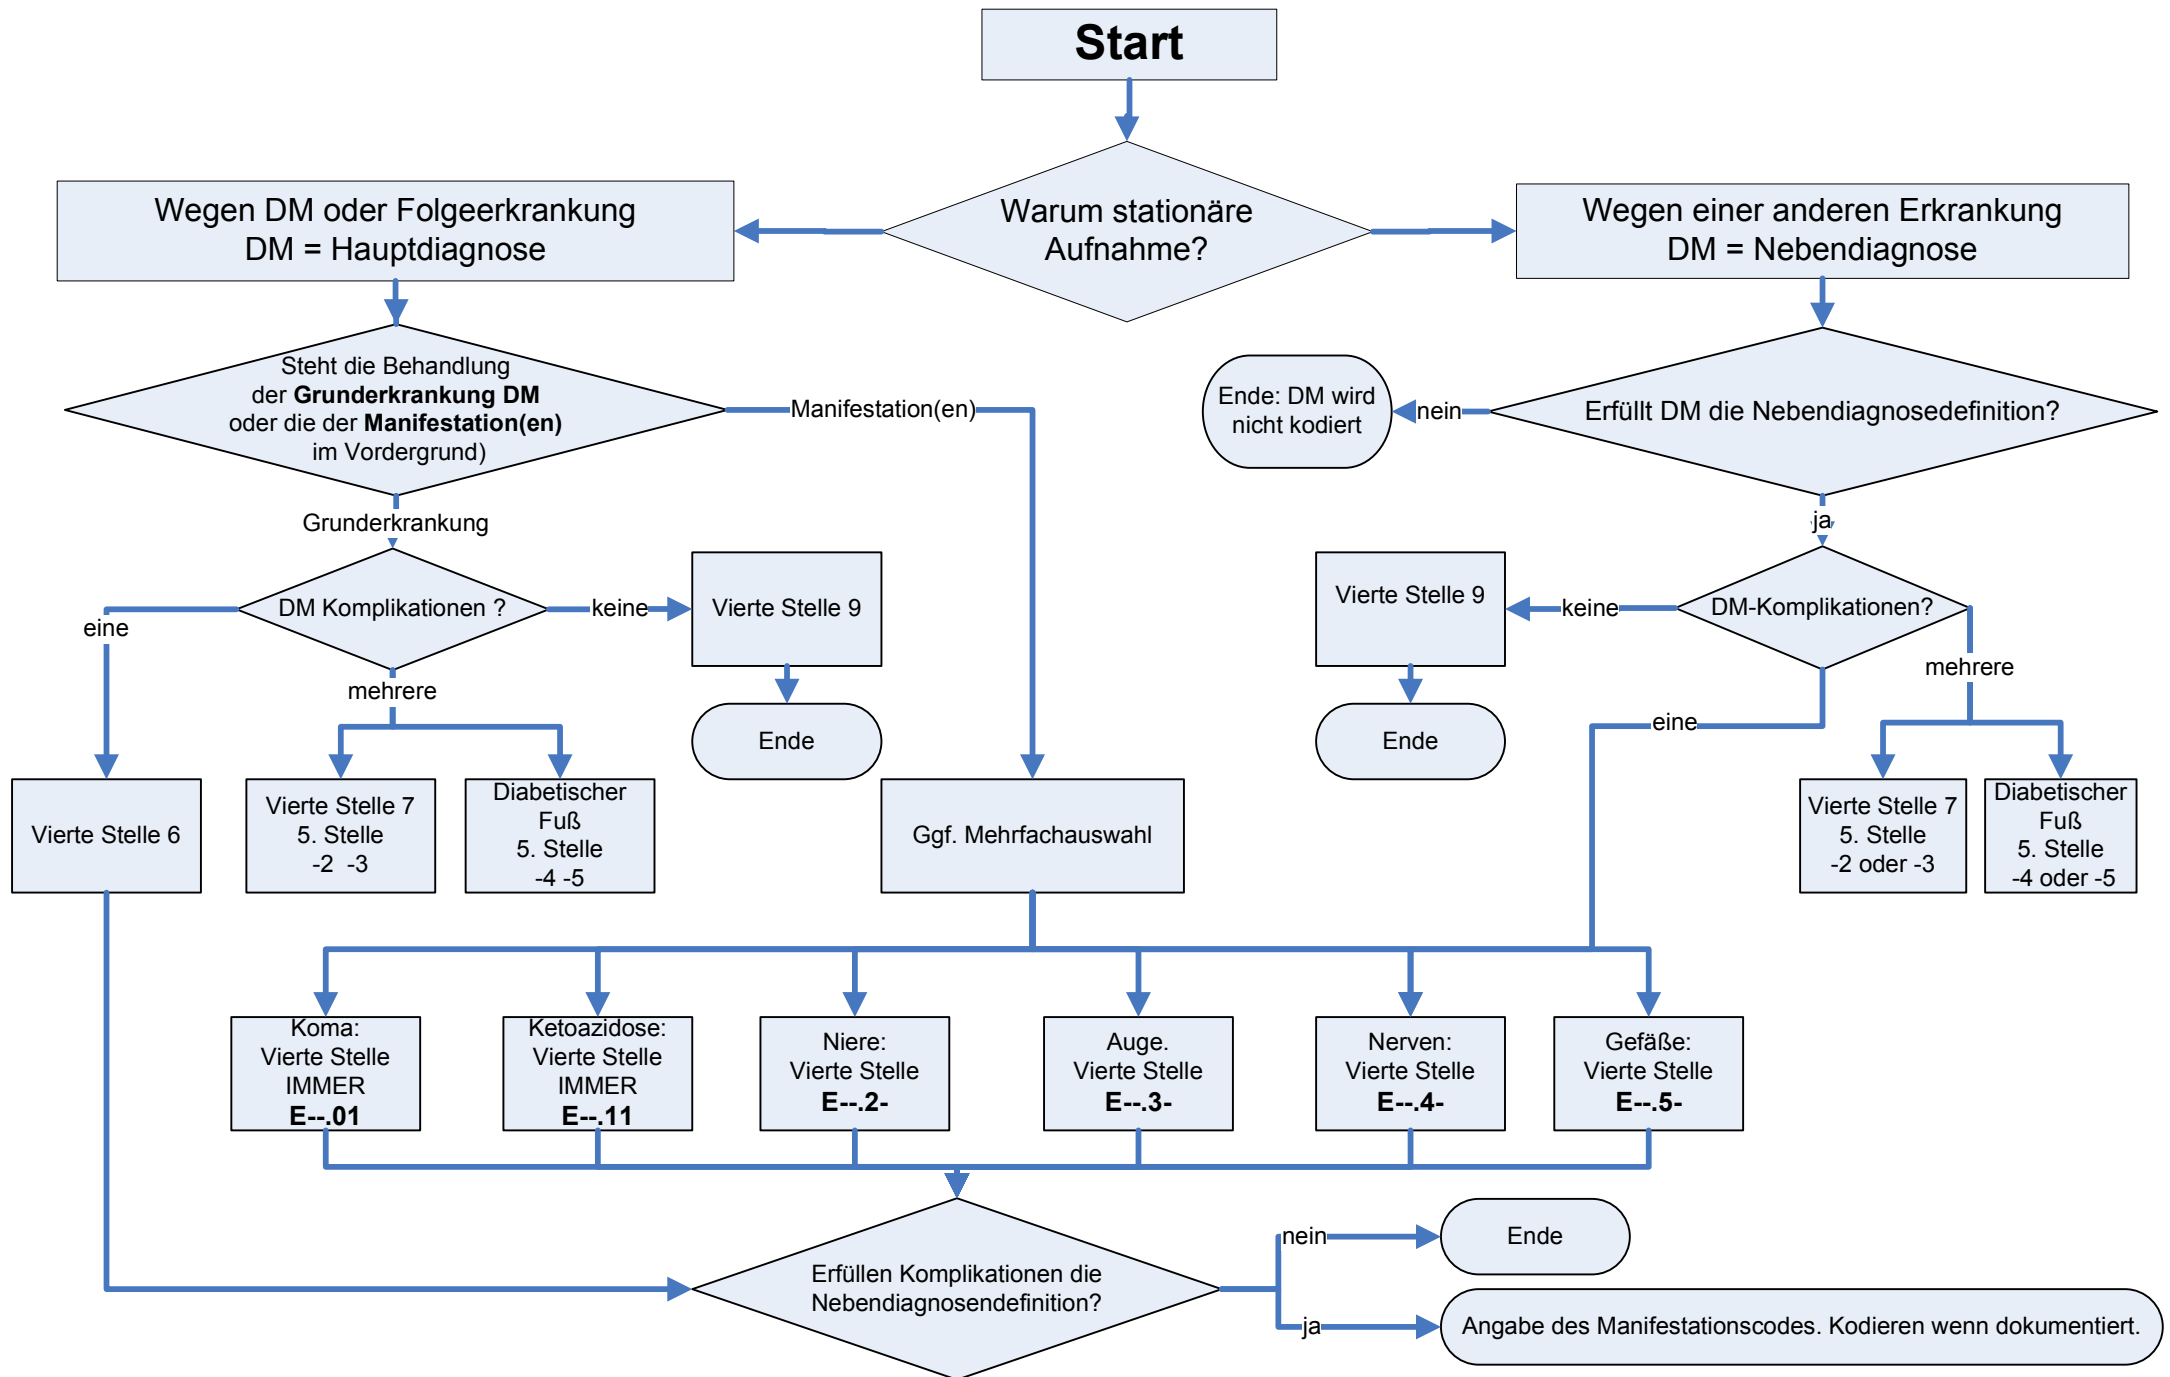 Start
Warum stationäre
Aufnahme?
Wegen DM oder Folgeerkrankung
DM = Hauptdiagnose
Wegen einer anderen Erkrankung
DM = Nebendiagnose
Steht die Behandlung
der Grunderkrankung DM
oder die der Manifestation(en)
im Vordergrund)
Manifestation(en)
Ende: DM wird
nicht kodiert
nein
Erfüllt DM die Nebendiagnosedefinition?
Grunderkrankung
ja
DM Komplikationen ?
keine
Vierte Stelle 9
eine
mehrere
Ende
Vierte Stelle 9
keine
DM-Komplikationen?
mehrere
eine
Ende
Vierte Stelle 6
Vierte Stelle 7
5. Stelle
-2 -3
Diabetischer
Fuß
5. Stelle
-4 -5
Ggf. Mehrfachauswahl
Vierte Stelle 7
5. Stelle
-2 oder -3
Diabetischer
Fuß
5. Stelle
-4 oder -5
Koma:
Vierte Stelle
IMMER
E--.01
Ketoazidose:
Vierte Stelle
IMMER
E--.11
Niere:
Vierte Stelle
E--.2-
Auge.
Vierte Stelle
E--.3-
Nerven:
Vierte Stelle
E--.4-
Gefäße:
Vierte Stelle
E--.5-
Erfüllen Komplikationen die
Nebendiagnosendefinition?
nein
Ende
ja
Angabe des Manifestationscodes. Kodieren wenn dokumentiert.